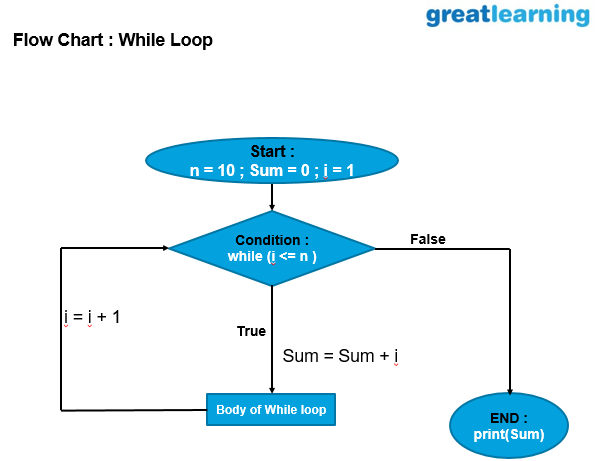 greatlearning
Flow Chart : While Loop
Start :
n = 10 ; Sum = 0 ; i = 1
Condition :
while (i <= n )
False
i = i + 1
True
Sum = Sum + i
Body of While loop
END :
print(Sum)